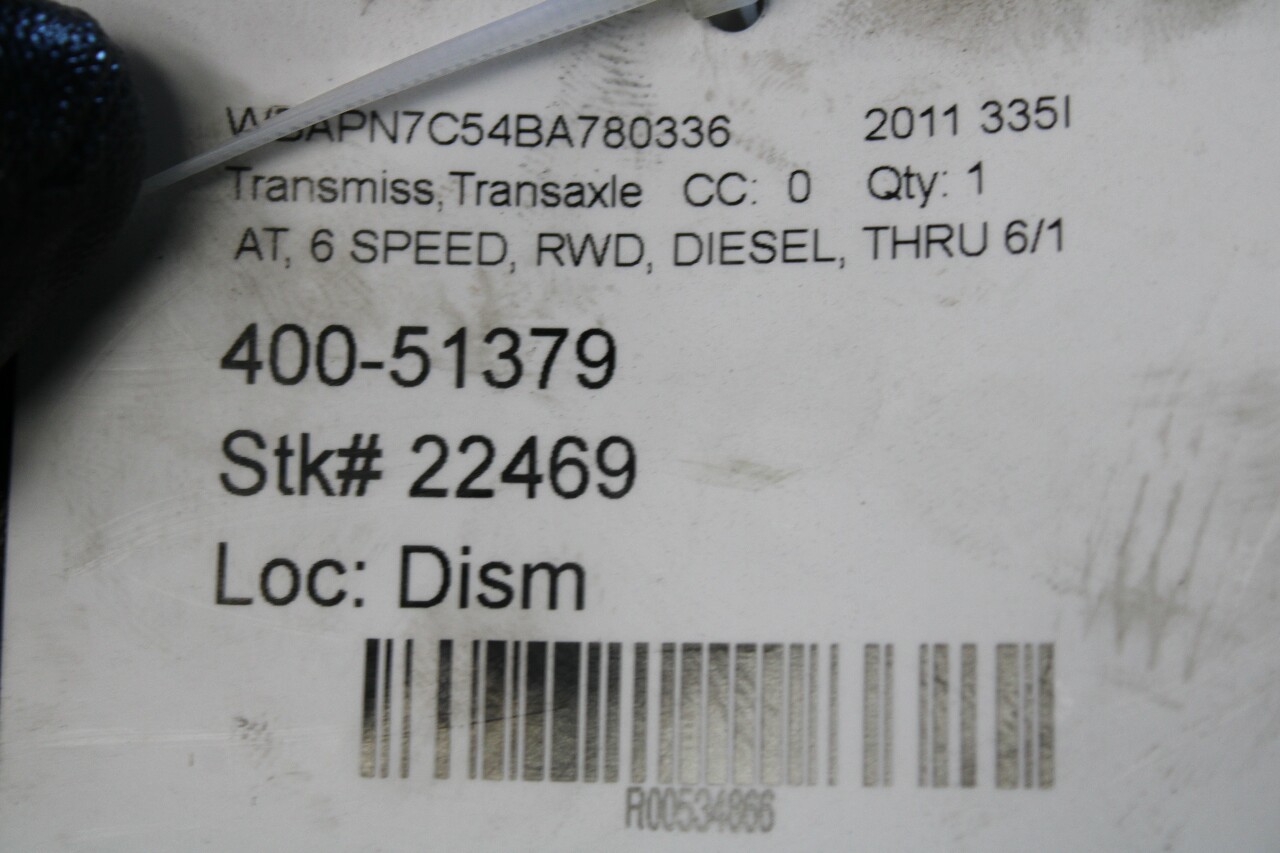 WBAPN7C54BA780336 2011 335I
Transmiss,Transaxle CC: 0 Qty: 1
AT, 6 SPEED, RWD, DIESEL, THRU 6/1
400-51379
Stk# 22469
Loc: Dism
R00534866